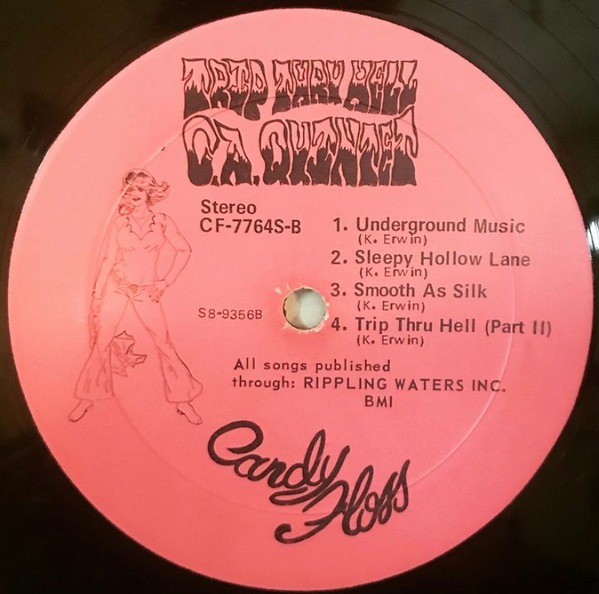 TRIP THRU HELL
C.A. QUINTET
Stereo
CF-7764S-B
S8-9356B
1. Underground Music
(K. Erwin)
2. Sleepy Hollow Lane
(K. Erwin)
3. Smooth As Silk
(K. Erwin)
4. Trip Thru Hell (Part II)
(K. Erwin)
All songs published
through: RIPPLING WATERS INC.
BMI
Candy
Floss